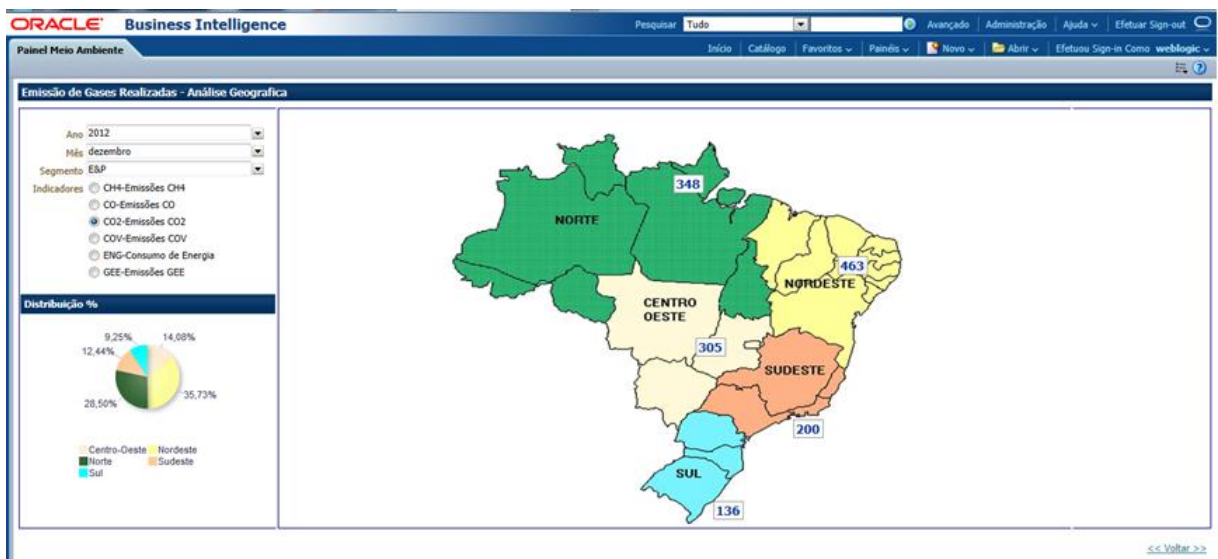 ORACLE Business Intelligence
Pesquisar Tudo Avançado Administração Ajuda Efetuar Sign-out
Painel Meio Ambiente
Início Catálogo Favoritos Painéis Novo Abrir Efetuou Sign-in Como weblogic
Emissão de Gases Realizadas - Análise Geografica
Ano 2012
Mês dezembro
Segmento E&P
Indicadores CH4-Emissões CH4
CO-Emissões CO
CO2-Emissões CO2
COV-Emissões COV
ENG-Consumo de Energia
GEE-Emissões GEE
Distribuição %
9,25% 14,08%
12,44%
35,73%
28,50%
Centro-Oeste Nordeste
Norte Sudeste
Sul
348
NORTE
463
NORDESTE
CENTRO
OESTE
305
SUDESTE
200
SUL
136
<< Voltar >>